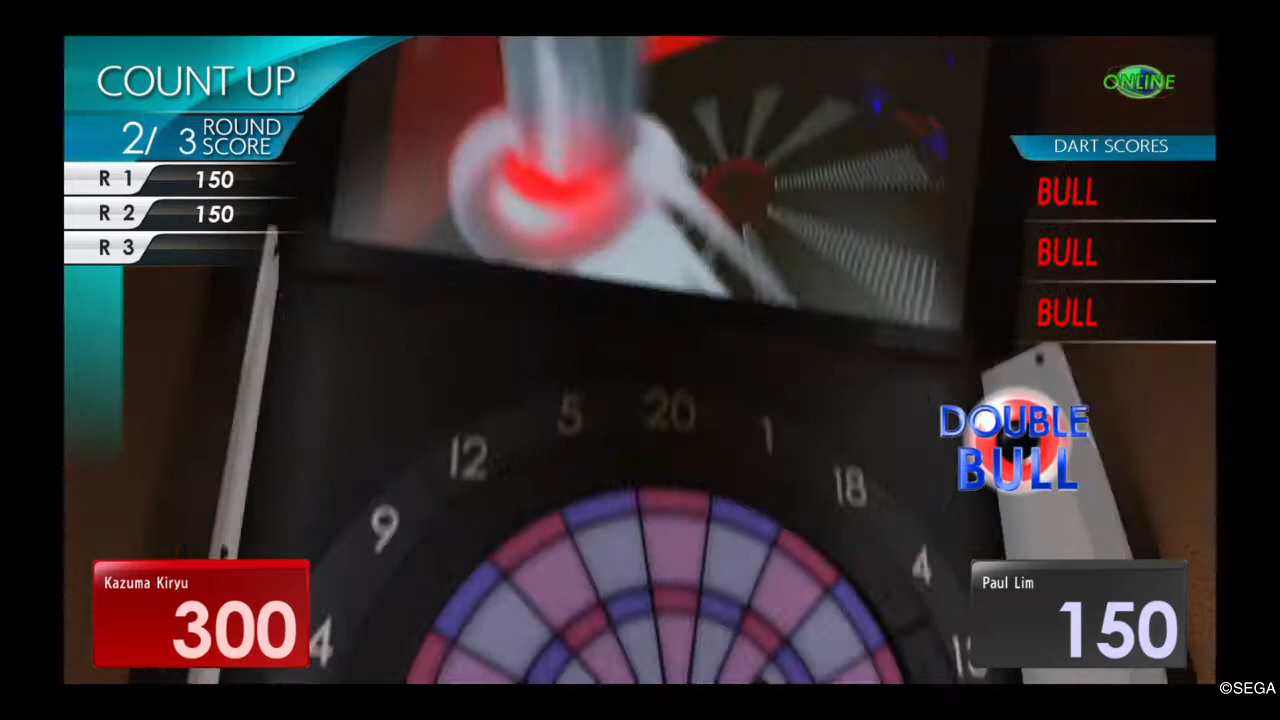 COUNT UP
ONLINE
2/ 3 ROUND SCORE
DART SCORES
R 1 150
R 2 150
R 3
BULL
BULL
BULL
5 20 1
12 18
9 4
DOUBLE
BULL
Kazuma Kiryu
300
4
Paul Lim
150
©SEGA